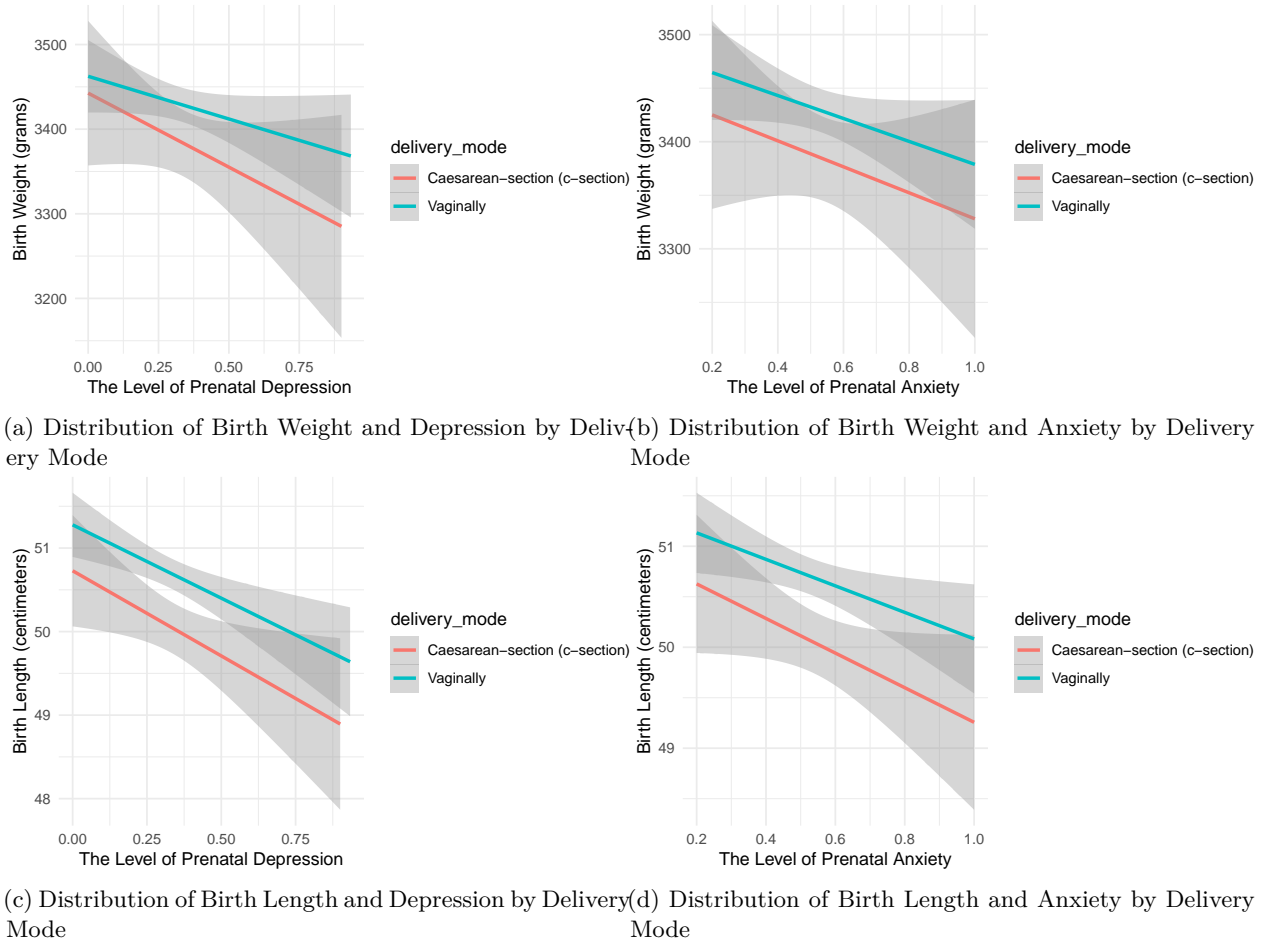 3500
3400
3300
3200
Birth Weight (grams)
0.00 0.25 0.50 0.75
The Level of Prenatal Depression
delivery_mode
Caesarean−section (c−section)
Vaginally
(a) Distribution of Birth Weight and Depression by Deliv-
ery Mode
3500
3400
3300
Birth Weight (grams)
0.2 0.4 0.6 0.8 1.0
The Level of Prenatal Anxiety
delivery_mode
Caesarean−section (c−section)
Vaginally
(b) Distribution of Birth Weight and Anxiety by Delivery
Mode
51
50
49
48
Birth Length (centimeters)
0.00 0.25 0.50 0.75
The Level of Prenatal Depression
delivery_mode
Caesarean−section (c−section)
Vaginally
(c) Distribution of Birth Length and Depression by Delivery
Mode
51
50
49
Birth Length (centimeters)
0.2 0.4 0.6 0.8 1.0
The Level of Prenatal Anxiety
delivery_mode
Caesarean−section (c−section)
Vaginally
(d) Distribution of Birth Length and Anxiety by Delivery
Mode